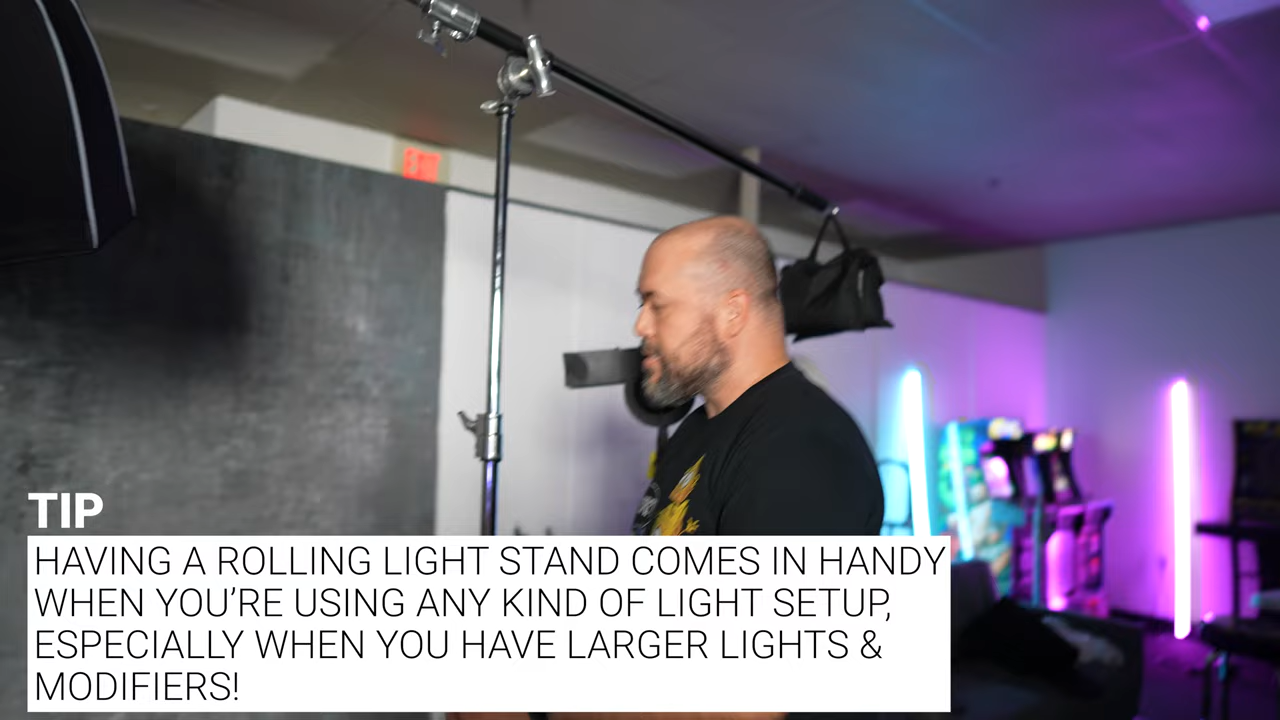 EXIT
TIP
HAVING A ROLLING LIGHT STAND COMES IN HANDY
WHEN YOU’RE USING ANY KIND OF LIGHT SETUP,
ESPECIALLY WHEN YOU HAVE LARGER LIGHTS &
MODIFIERS!